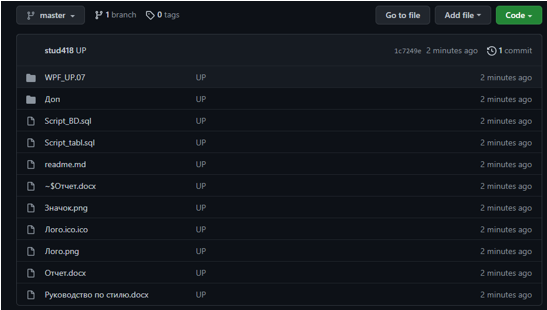 master 1 branch 0 tags Go to file Add file Code
stud418 UP 1c7249e 2 minutes ago 1 commit
WPF_UP.07 UP 2 minutes ago
Доп UP 2 minutes ago
Script_BD.sql UP 2 minutes ago
Script_tabl.sql UP 2 minutes ago
readme.md UP 2 minutes ago
~$Отчет.docx UP 2 minutes ago
Значок.png UP 2 minutes ago
Лого.ico.ico UP 2 minutes ago
Лого.png UP 2 minutes ago
Отчет.docx UP 2 minutes ago
Руководство по стилю.docx UP 2 minutes ago